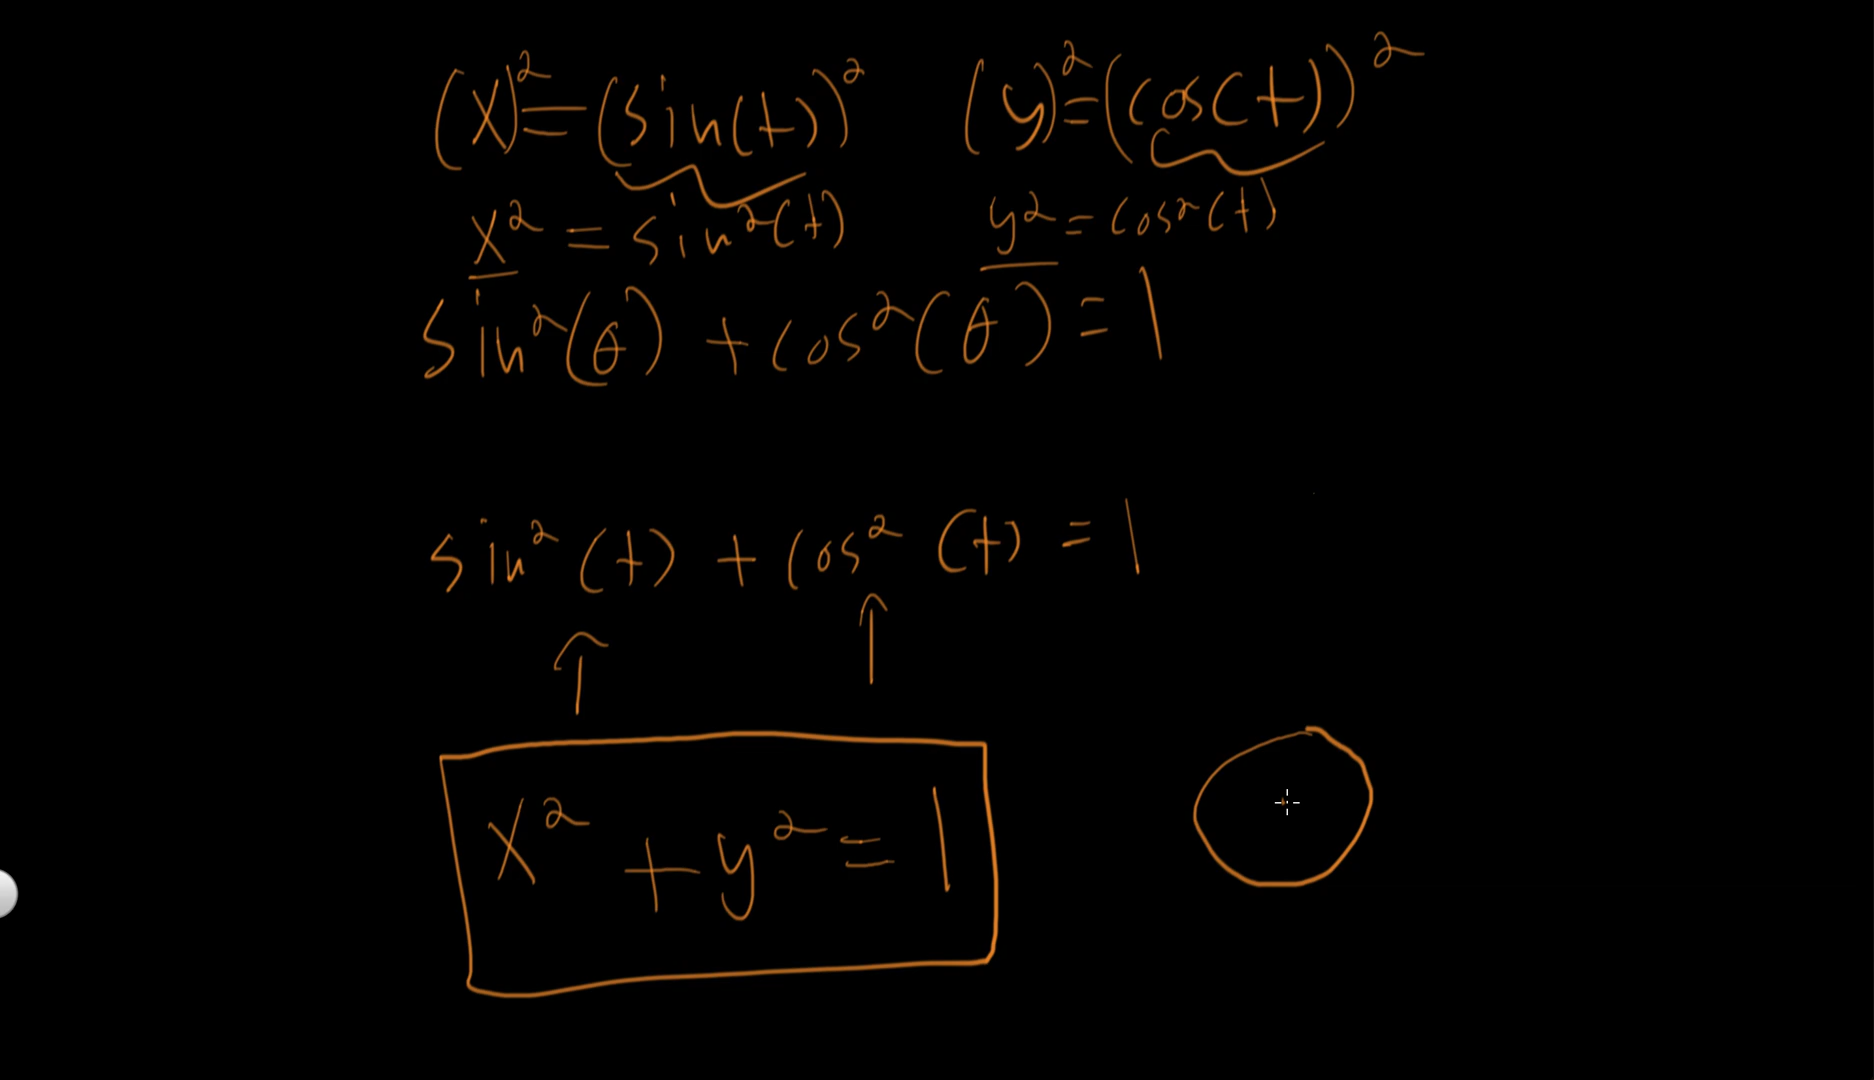 (x)² = (sin(t))² (y)² = (cos(t))²
x² = sin²(t) y² = cos²(t)
sin²(θ) + cos²(θ) = 1
sin²(t) + cos²(t) = 1
x² + y² = 1